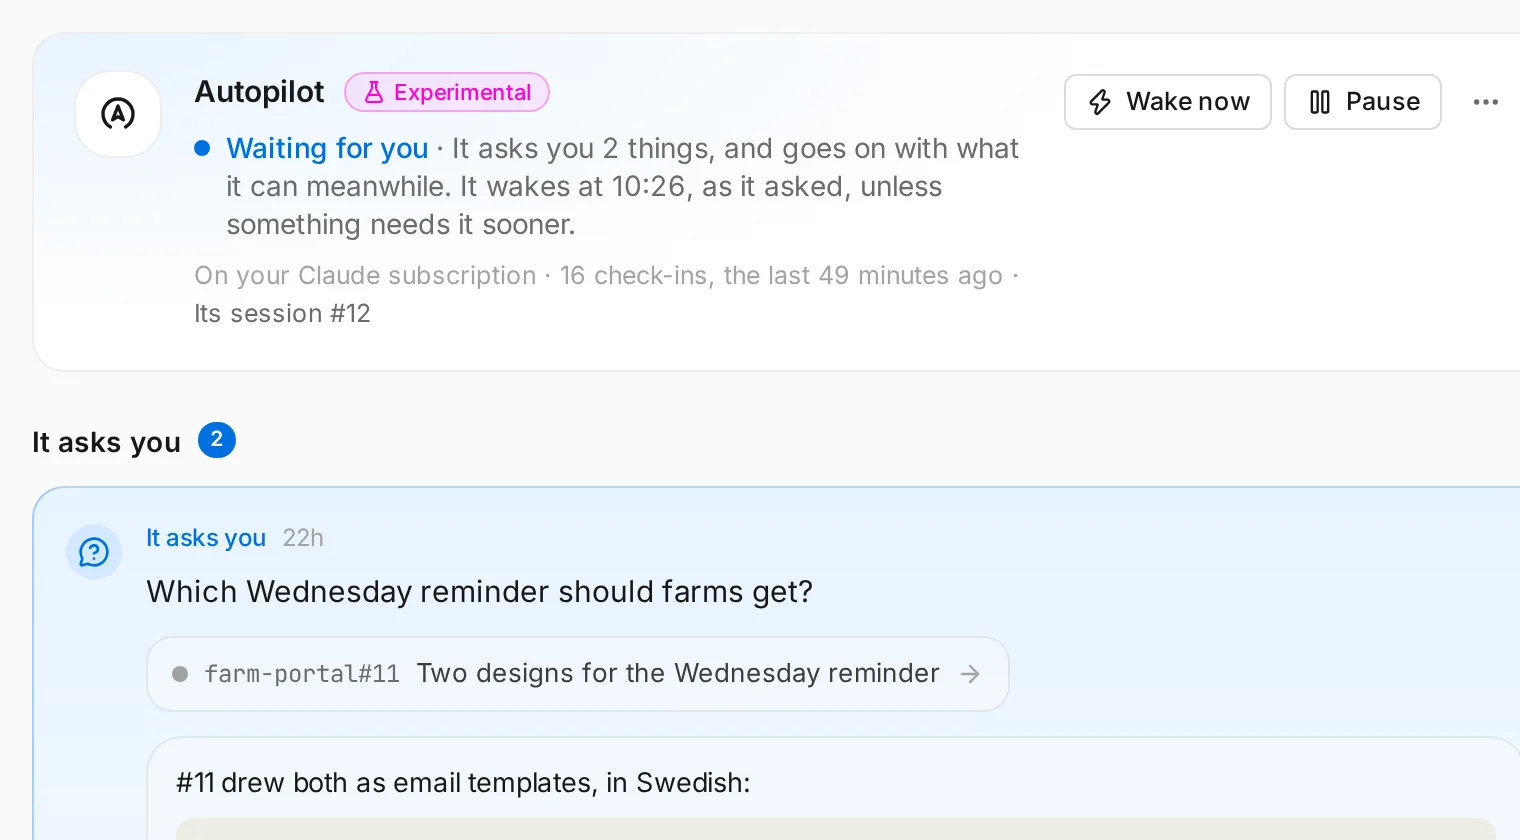 Autopilot
Experimental
Wake now
Pause
Waiting for you · It asks you 2 things, and goes on with what
it can meanwhile. It wakes at 10:26, as it asked, unless
something needs it sooner.
On your Claude subscription · 16 check-ins, the last 49 minutes ago ·
Its session #12
It asks you 2
It asks you 22h
Which Wednesday reminder should farms get?
farm-portal#11 Two designs for the Wednesday reminder →
#11 drew both as email templates, in Swedish: